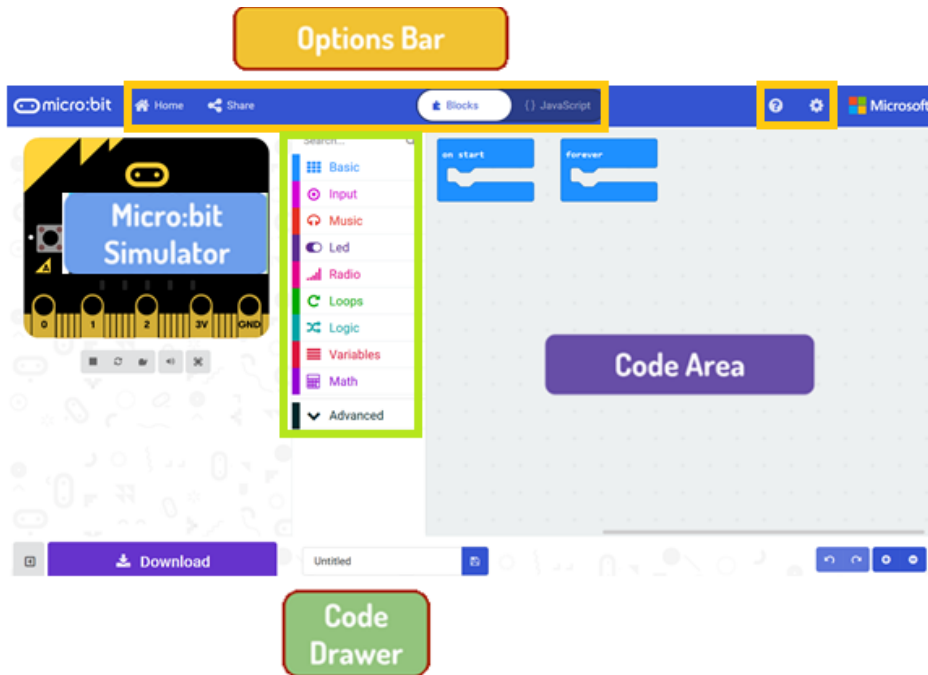 Options Bar
micro:bit Home Share Blocks {} JavaScript Microsoft
Search...
Basic
Input
Music
Led
Radio
Loops
Logic
Variables
Math
Advanced
Micro:bit
Simulator
A
0 1 2 3V GND
on start forever
Code Area
Download Untitled
Code
Drawer